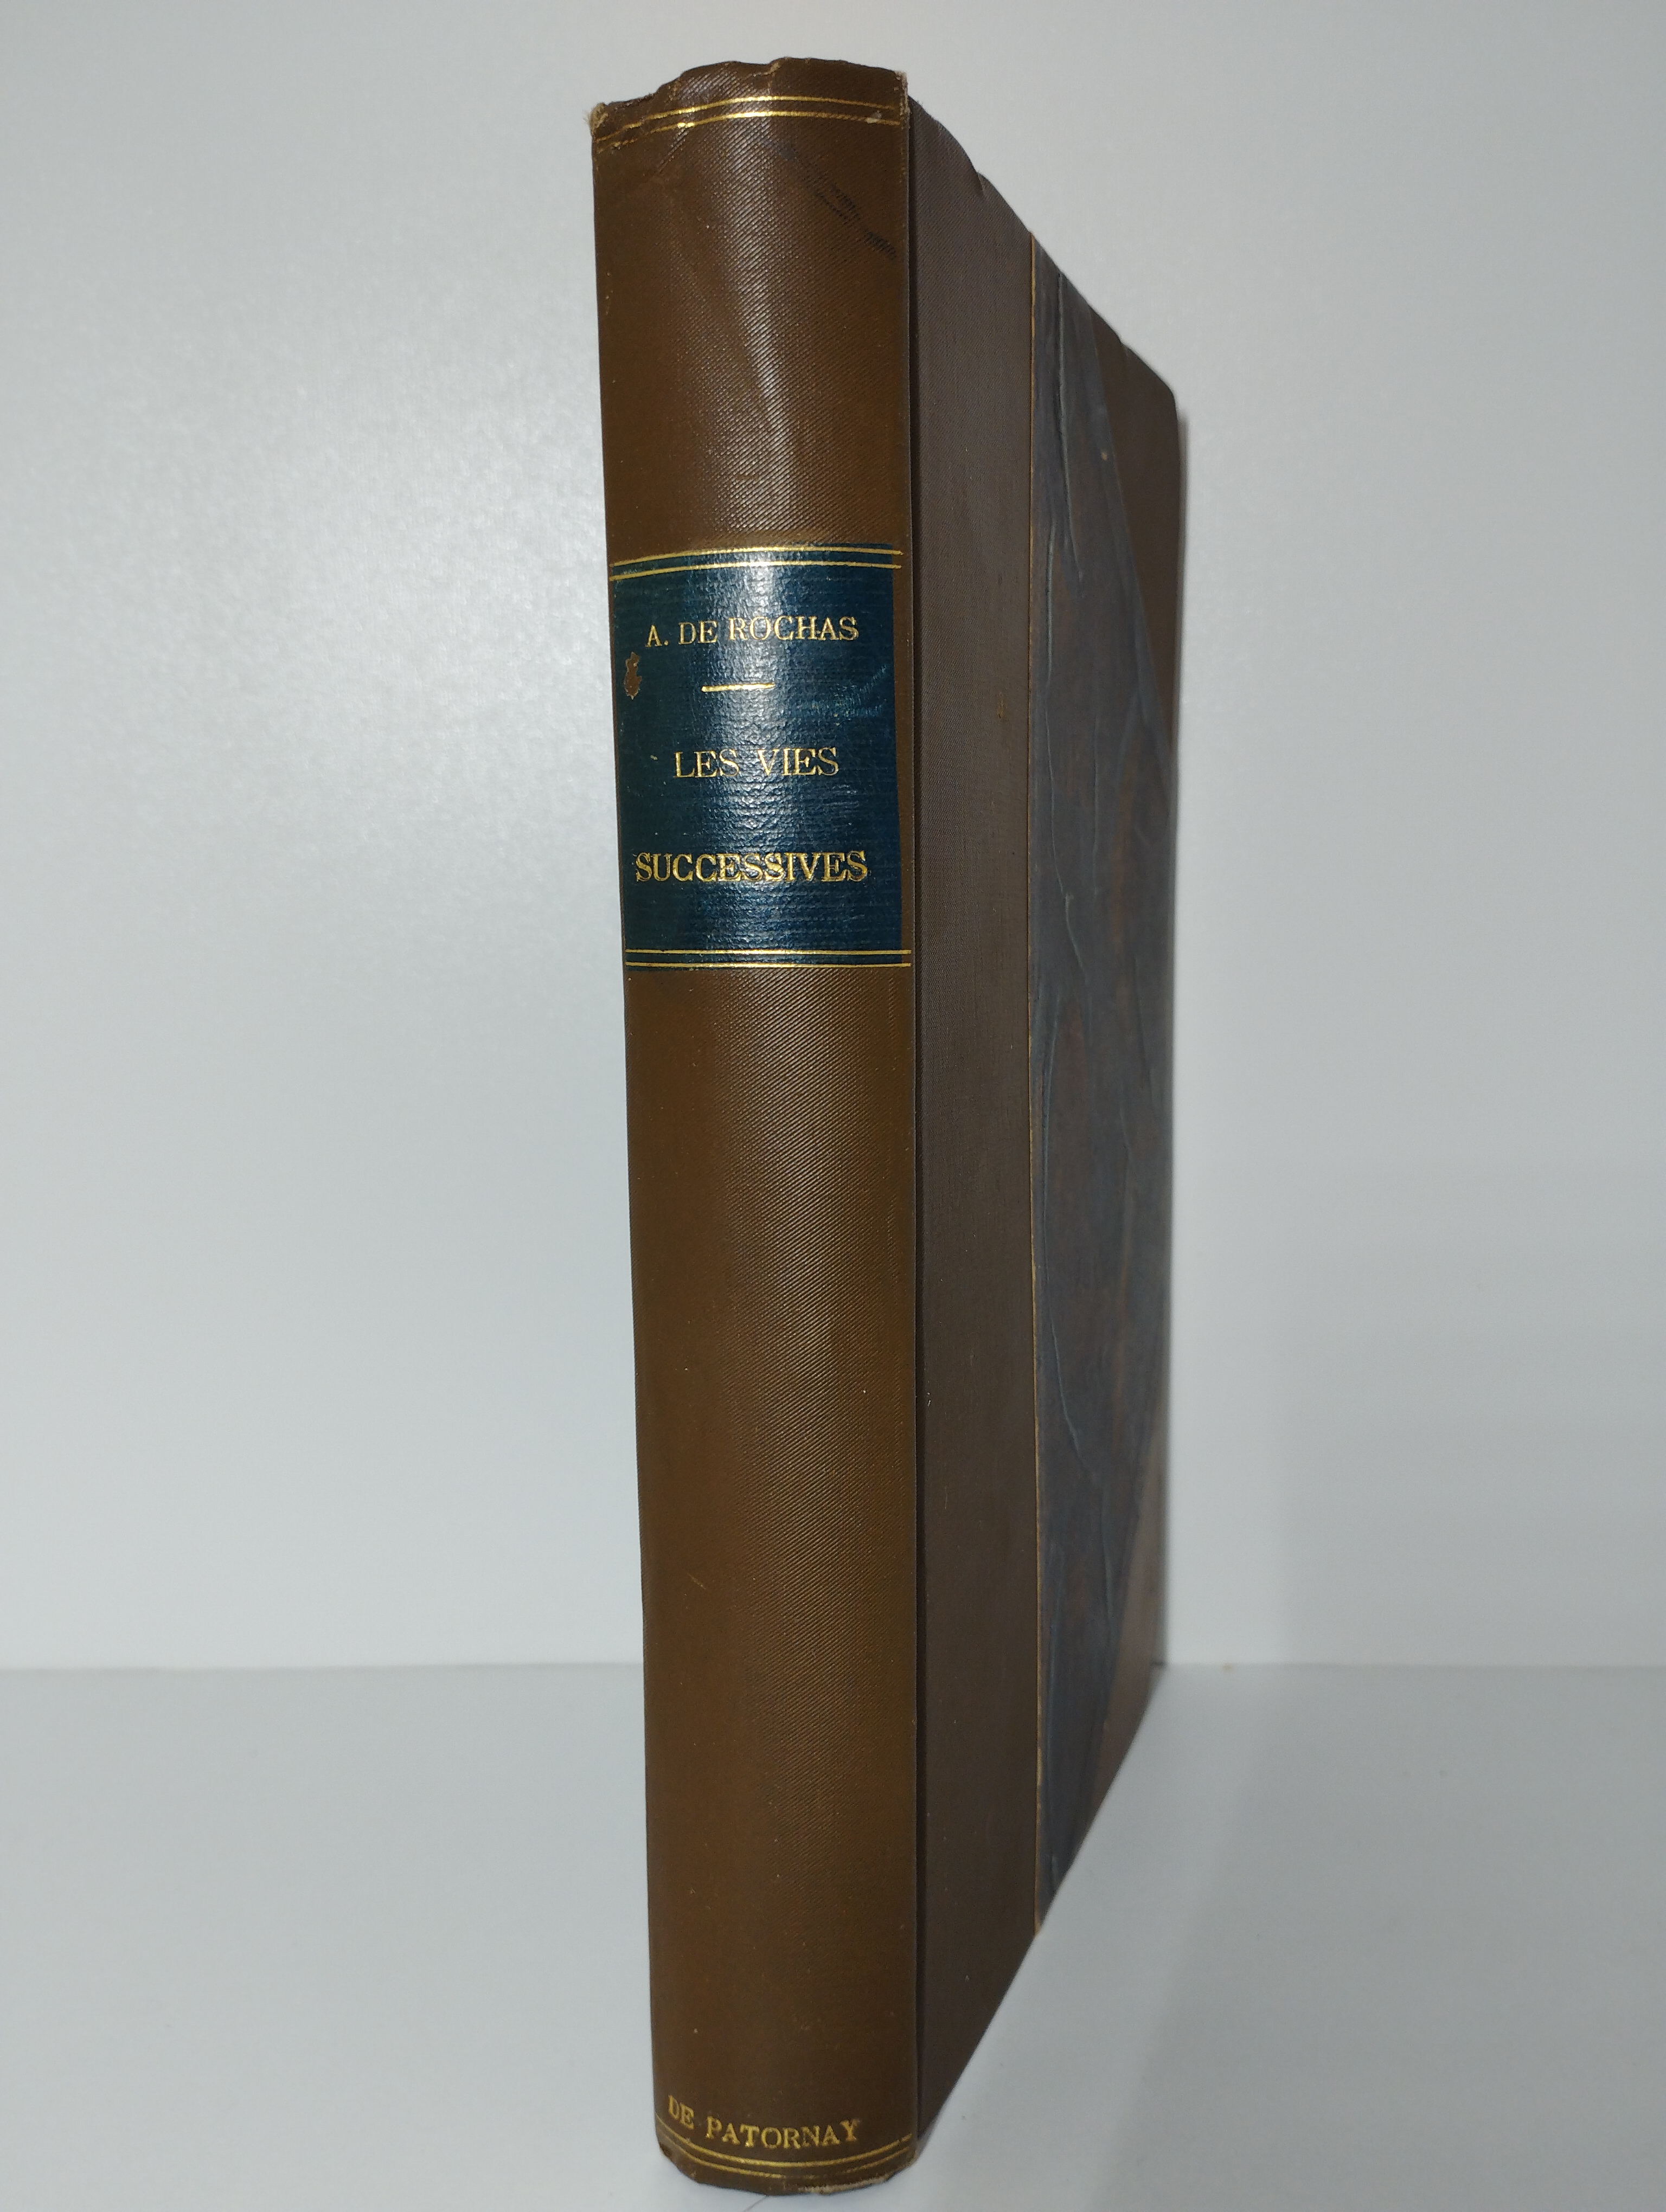 A. DE ROCHAS
LES VIES
SUCCESSIVES
DE PATORNAY